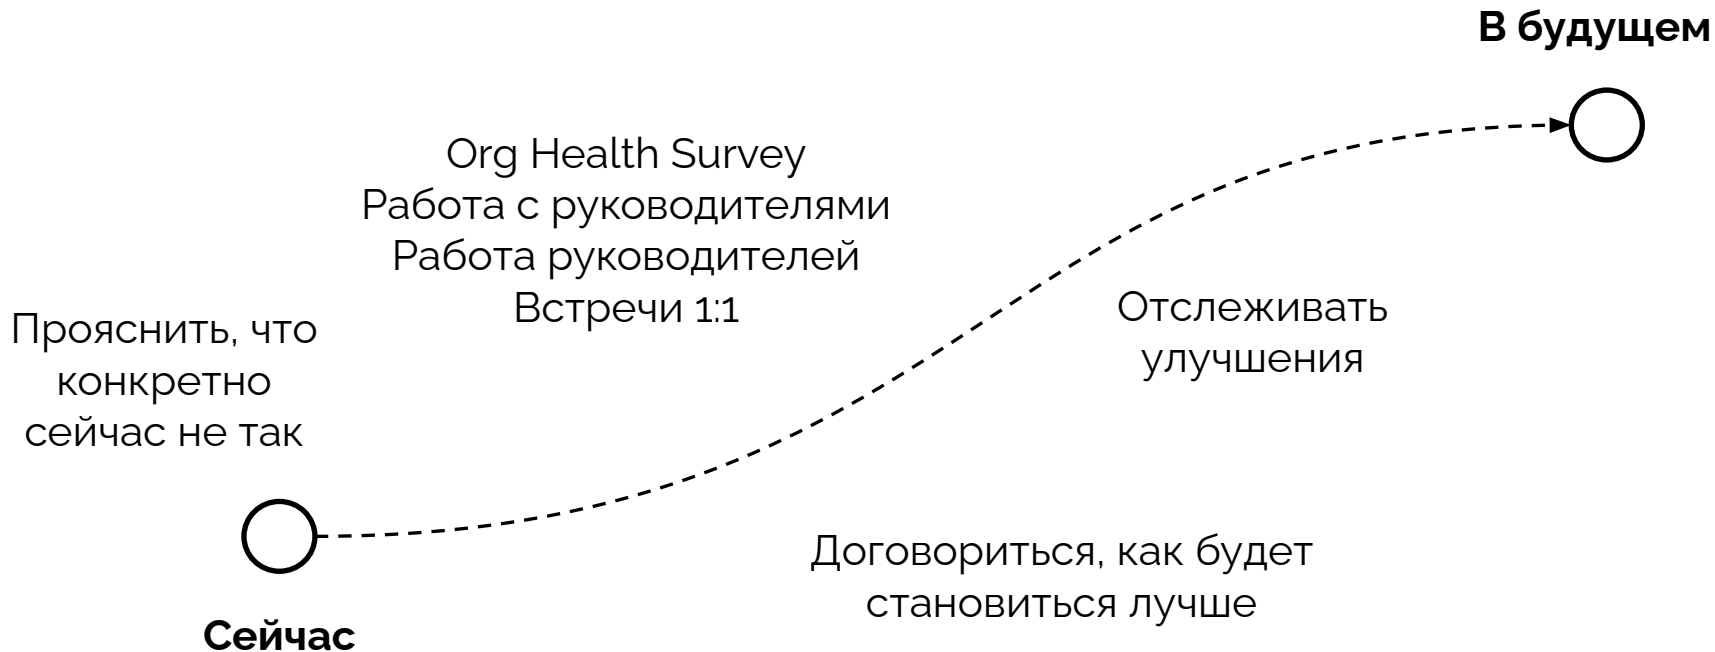 В будущем
Org Health Survey
Работа с руководителями
Работа руководителей
Встречи 1:1
Прояснить, что
конкретно
сейчас не так
Отслеживать
улучшения
Договориться, как будет
становиться лучше
Сейчас